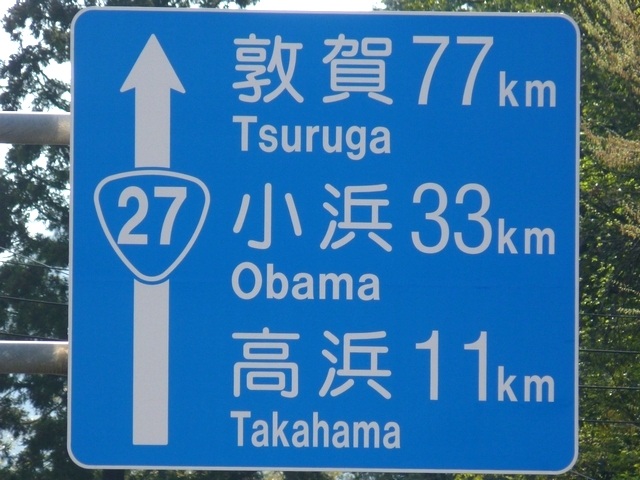 敦賀 77km
Tsuruga
27
小浜 33km
Obama
高浜 11km
Takahama